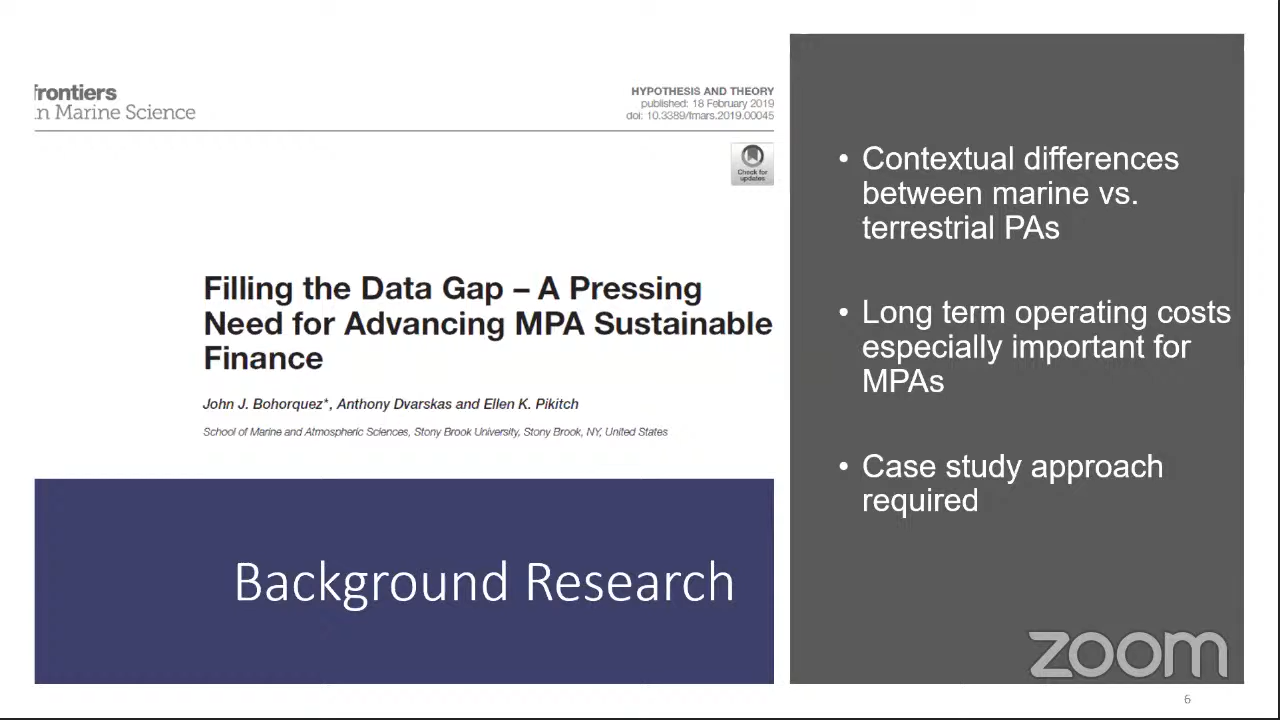 frontiers
in Marine Science
HYPOTHESIS AND THEORY
published: 18 February 2019
doi: 10.3389/fmars.2019.00045
Check for
updates
Filling the Data Gap – A Pressing
Need for Advancing MPA Sustainable
Finance
John J. Bohorquez*, Anthony Dvarskas and Ellen K. Pikitch
School of Marine and Atmospheric Sciences, Stony Brook University, Stony Brook, NY, United States
Background Research
• Contextual differences
between marine vs.
terrestrial PAs
• Long term operating costs
especially important for
MPAs
• Case study approach
required
zoom
6